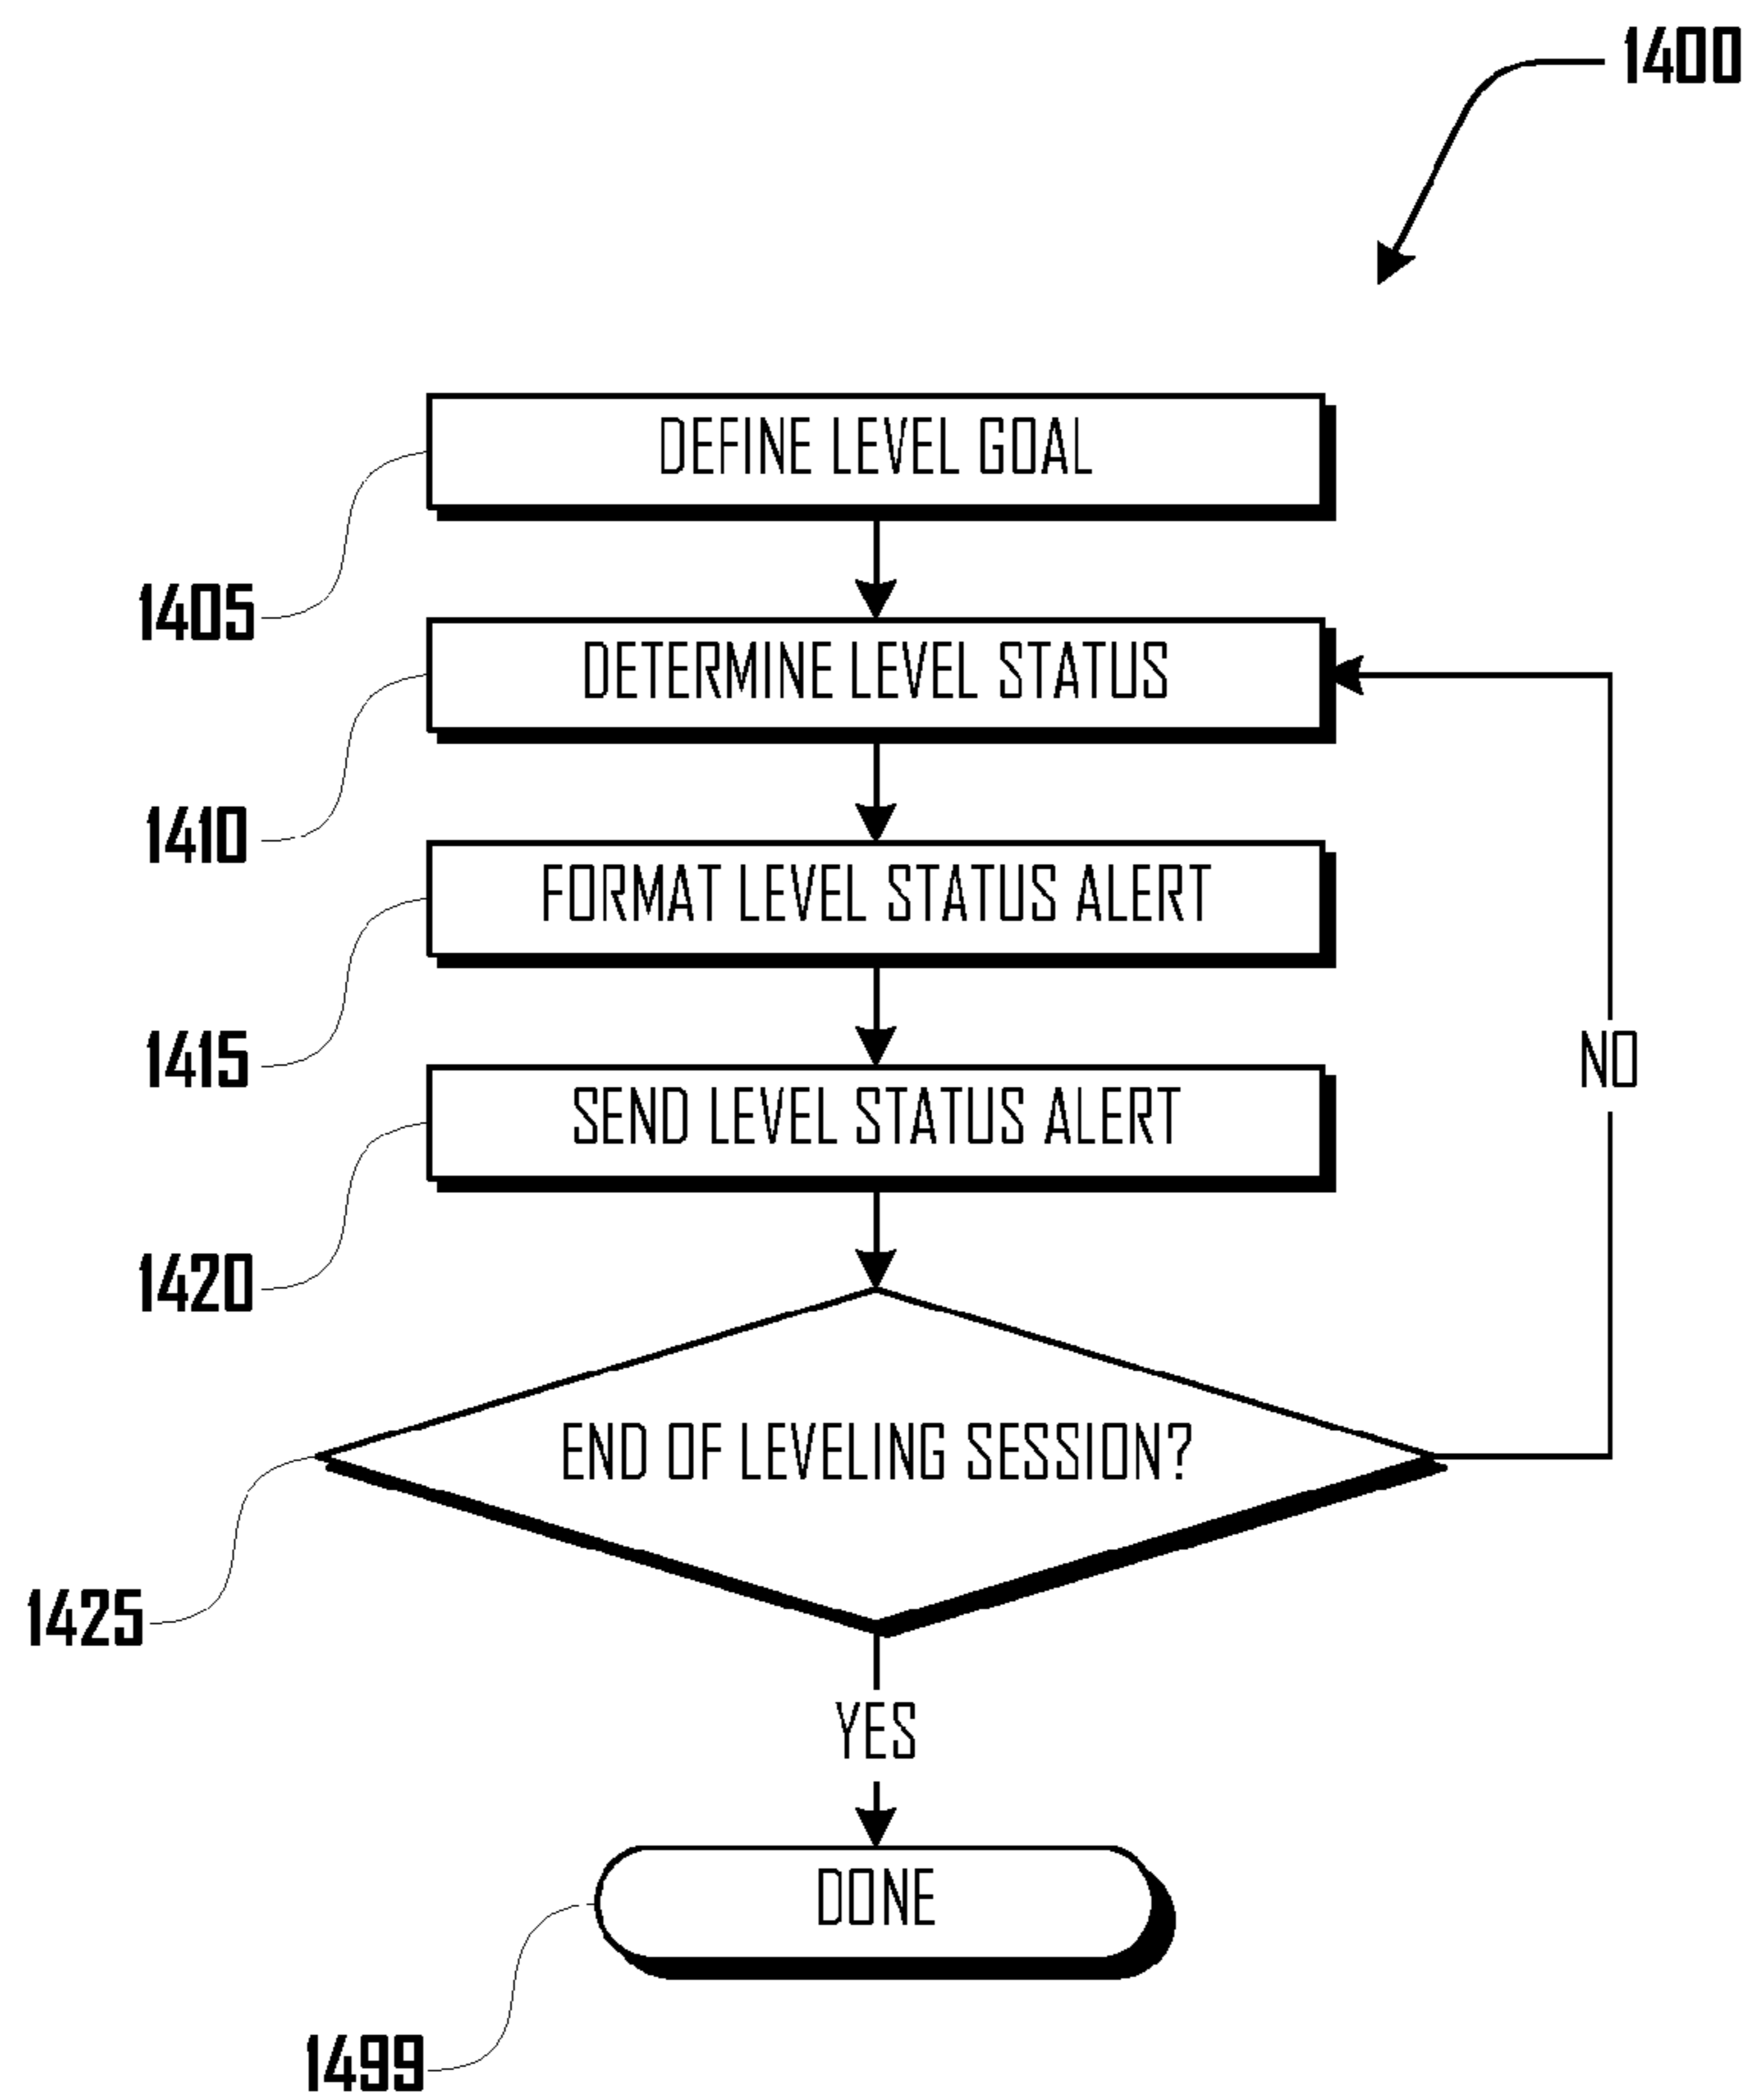 1400
DEFINE LEVEL GOAL
1405
DETERMINE LEVEL STATUS
1410
FORMAT LEVEL STATUS ALERT
1415
NO
SEND LEVEL STATUS ALERT
1420
END OF LEVELING SESSION?
1425
YES
DONE
1499